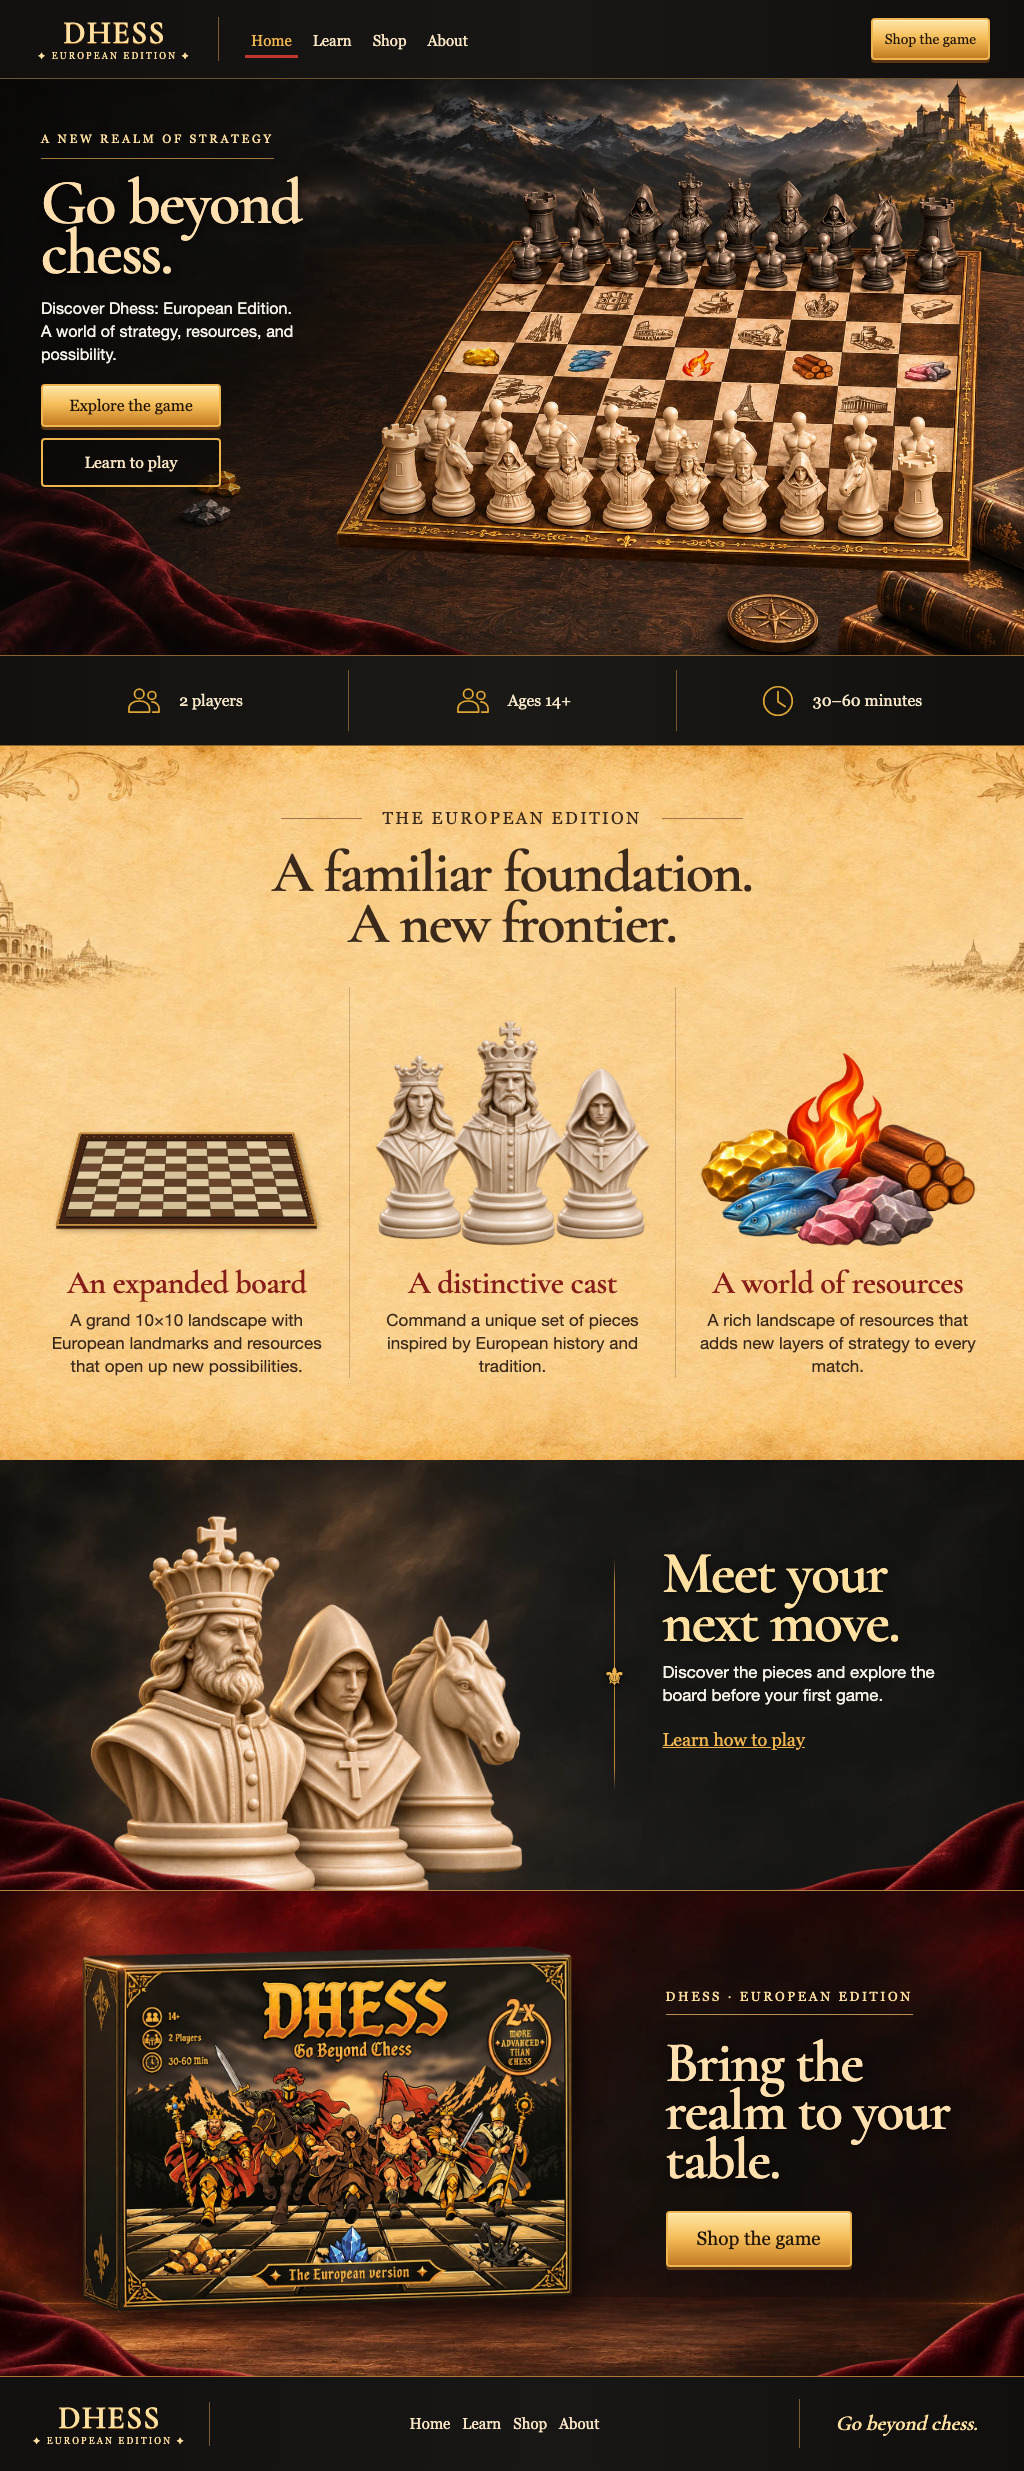 DHESS
✦ EUROPEAN EDITION ✦
Home
Learn
Shop
About
Shop the game
A NEW REALM OF STRATEGY
Go beyond
chess.
Discover Dhess: European Edition.
A world of strategy, resources, and
possibility.
Explore the game
Learn to play
2 players
Ages 14+
30–60 minutes
THE EUROPEAN EDITION
A familiar foundation.
A new frontier.
An expanded board
A grand 10×10 landscape with
European landmarks and resources
that open up new possibilities.
A distinctive cast
Command a unique set of pieces
inspired by European history and
tradition.
A world of resources
A rich landscape of resources that
adds new layers of strategy to every
match.
Meet your
next move.
Discover the pieces and explore the
board before your first game.
Learn how to play
DHESS
Go Beyond Chess
14+
2 Players
30-60 Min
2x
MORE
ADVANCED
THAN
CHESS
The European version
DHESS · EUROPEAN EDITION
Bring the
realm to your
table.
Shop the game
DHESS
✦ EUROPEAN EDITION ✦
Home
Learn
Shop
About
Go beyond chess.